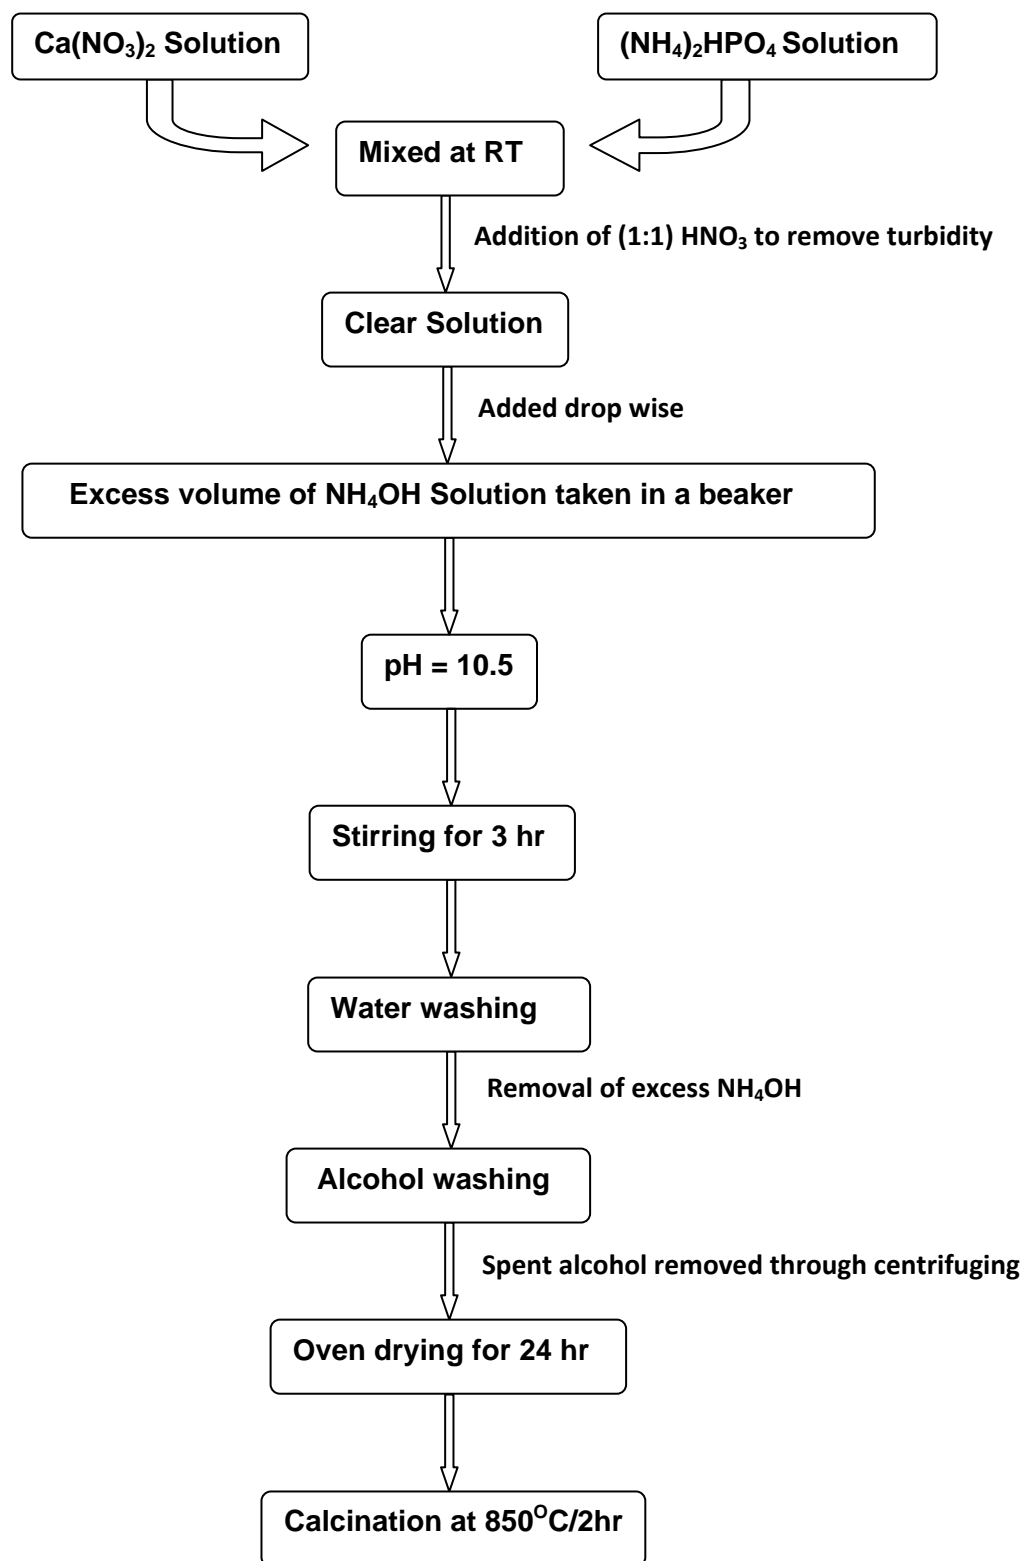 Ca(NO₃)₂ Solution
(NH₄)₂HPO₄ Solution
Mixed at RT
Addition of (1:1) HNO₃ to remove turbidity
Clear Solution
Added drop wise
Excess volume of NH₄OH Solution taken in a beaker
pH = 10.5
Stirring for 3 hr
Water washing
Removal of excess NH₄OH
Alcohol washing
Spent alcohol removed through centrifuging
Oven drying for 24 hr
Calcination at 850⁰C/2hr